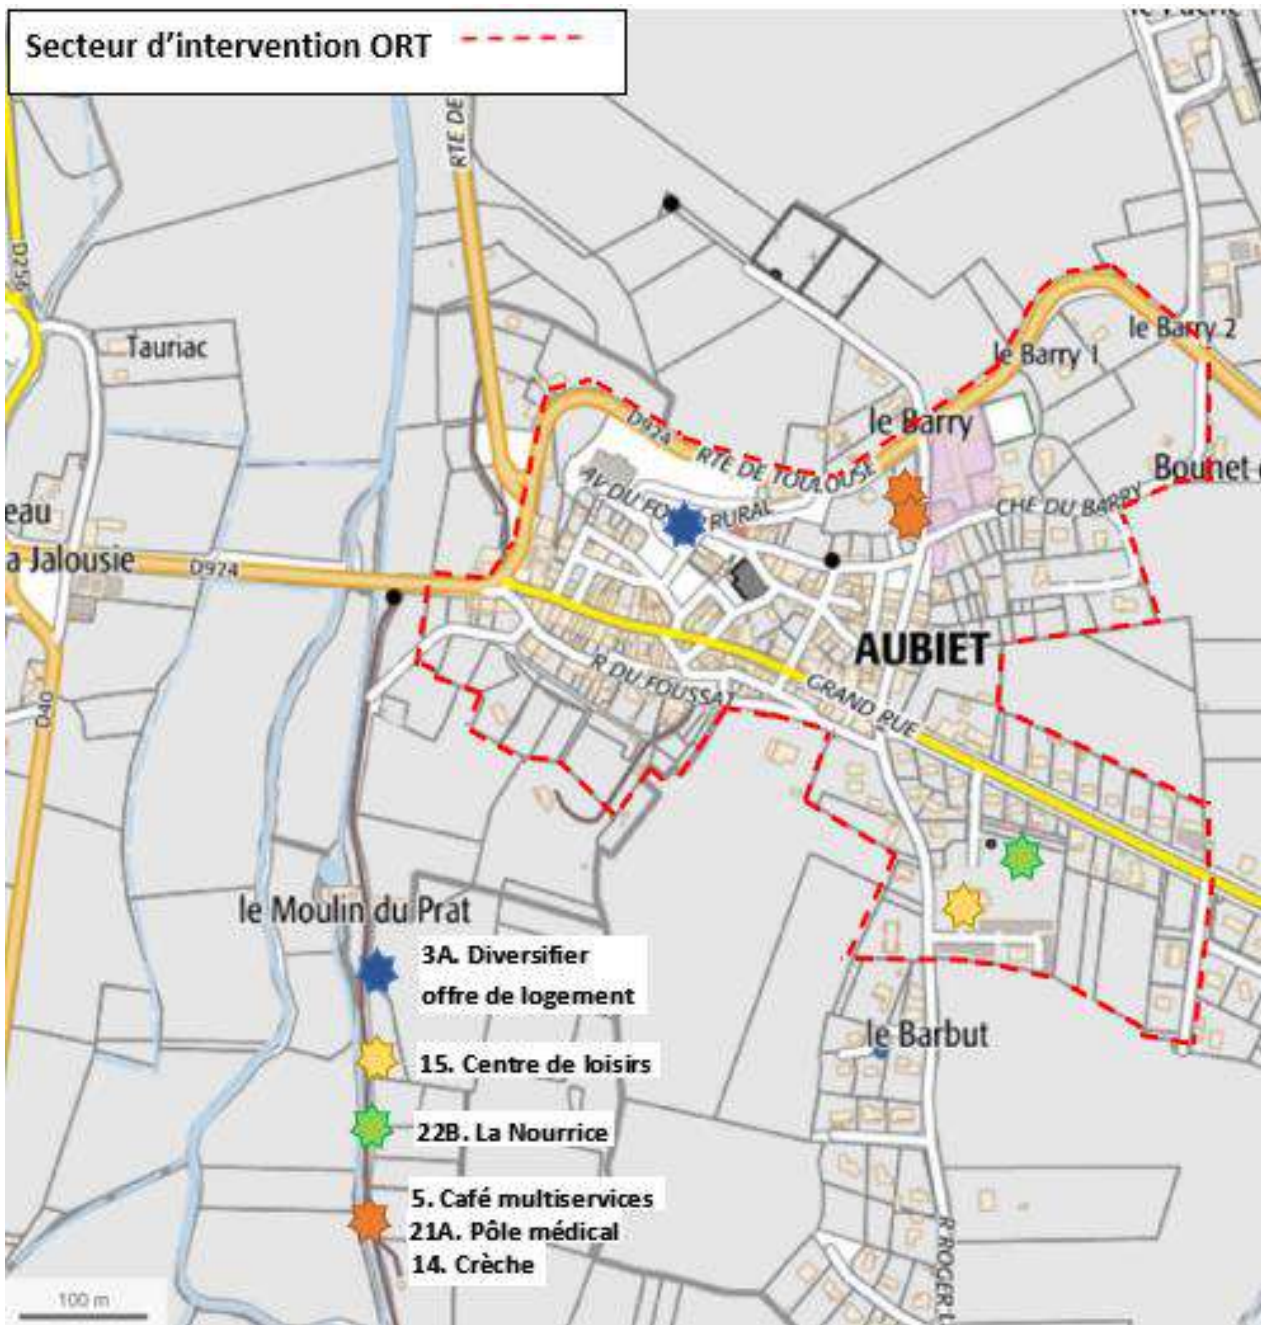 Secteur d'intervention ORT
RTE DE
D256
Tauriac
le Barry 2
le Barry 1
le Barry
D924
RTE DE TOULOUSE
Bounet
AV DU FOYER RURAL
CHE DU BARRY
eau
a Jalousie
D924
AUBIET
R DU FOUSSAT
GRAND RUE
D40
le Moulin du Prat
3A. Diversifier
offre de logement
le Barbut
15. Centre de loisirs
22B. La Nourrice
5. Café multiservices
21A. Pôle médical
14. Crèche
R ROGER
100 m